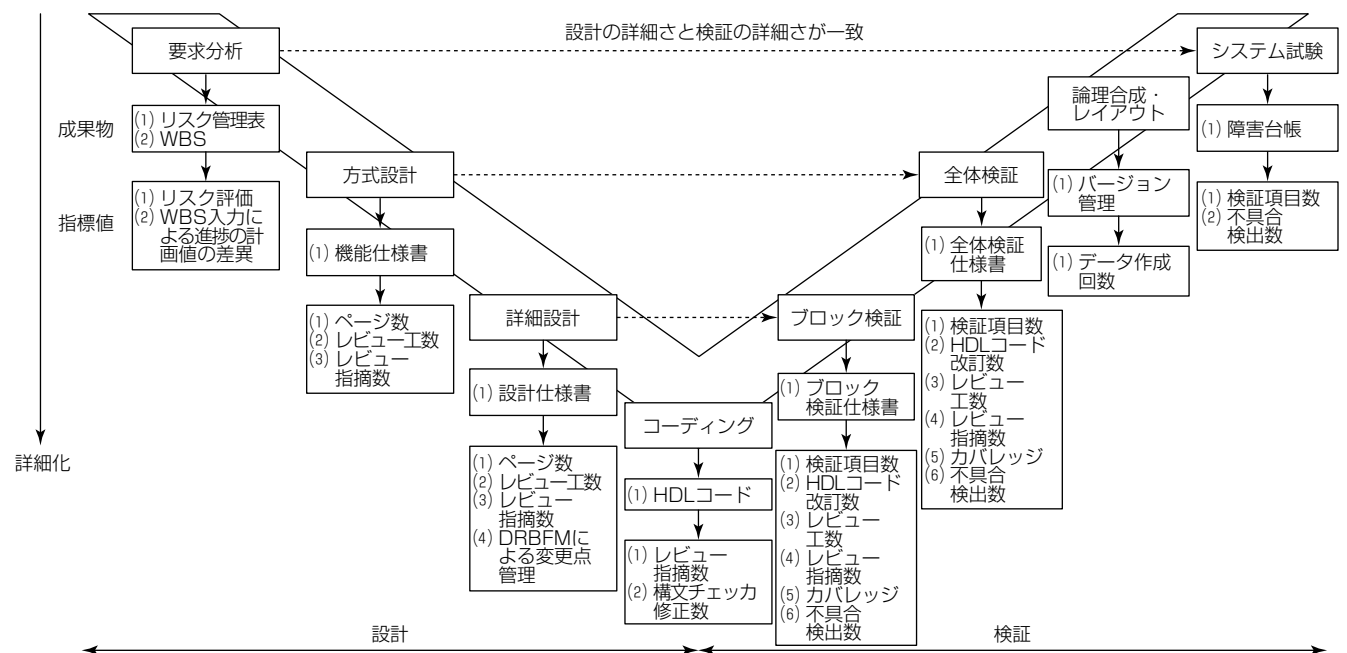 設計の詳細さと検証の詳細さが一致
要求分析
成果物
(1) リスク管理表
(2) WBS
指標値
(1) リスク評価
(2) WBS入力に
よる進捗の計
画値の差異
方式設計
(1) 機能仕様書
(1) ページ数
(2) レビュー工数
(3) レビュー
指摘数
詳細設計
(1) 設計仕様書
(1) ページ数
(2) レビュー工数
(3) レビュー
指摘数
(4) DRBFMに
よる変更点
管理
コーディング
(1) HDLコード
(1) レビュー
指摘数
(2) 構文チェッカ
修正数
ブロック検証
(1) ブロック
検証仕様書
(1) 検証項目数
(2) HDLコード
改訂数
(3) レビュー
工数
(4) レビュー
指摘数
(5) カバレッジ
(6) 不具合
検出数
全体検証
(1) 全体検証
仕様書
(1) 検証項目数
(2) HDLコード
改訂数
(3) レビュー
工数
(4) レビュー
指摘数
(5) カバレッジ
(6) 不具合
検出数
論理合成・
レイアウト
(1) バージョン
管理
(1) データ作成
回数
システム試験
(1) 障害台帳
(1) 検証項目数
(2) 不具合
検出数
詳細化
設計
検証